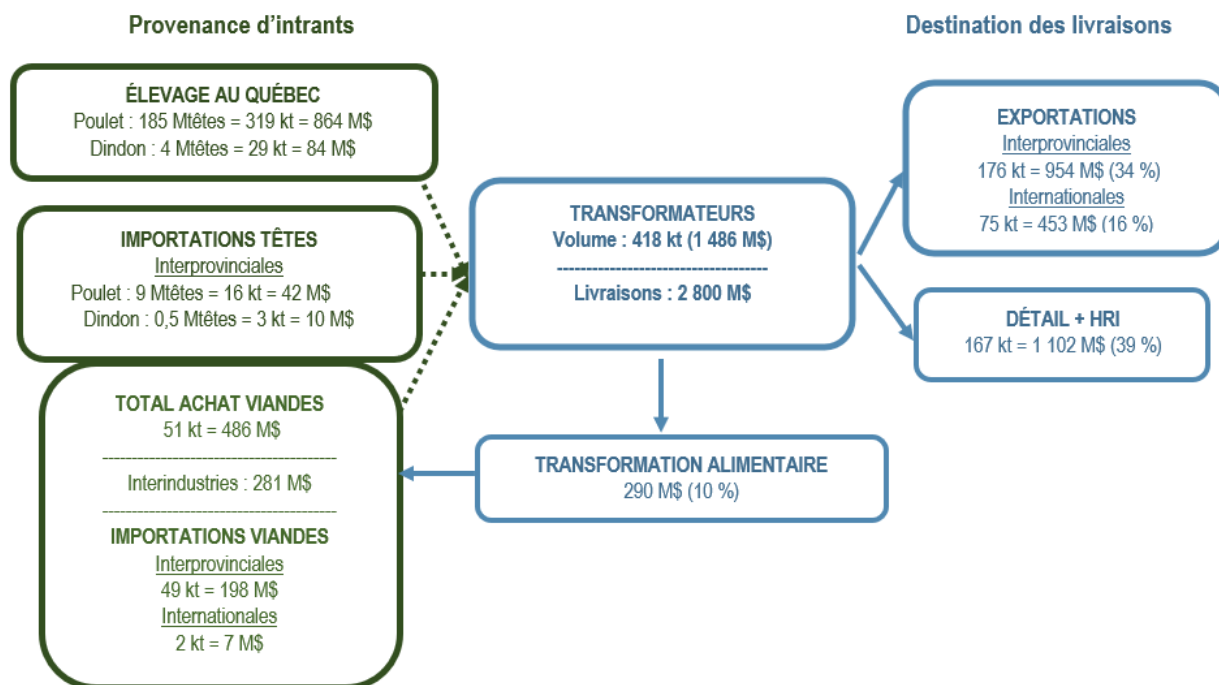 Provenance d'intrants
Destination des livraisons
ÉLEVAGE AU QUÉBEC
Poulet : 185 Mtêtes = 319 kt = 864 M$
Dindon : 4 Mtêtes = 29 kt = 84 M$
IMPORTATIONS TÊTES
Interprovinciales
Poulet : 9 Mtêtes = 16 kt = 42 M$
Dindon : 0,5 Mtêtes = 3 kt = 10 M$
TOTAL ACHAT VIANDES
51 kt = 486 M$
----------------------------------------
Interindustries : 281 M$
----------------------------------------
IMPORTATIONS VIANDES
Interprovinciales
49 kt = 198 M$
Internationales
2 kt = 7 M$
TRANSFORMATEURS
Volume : 418 kt (1 486 M$)
------------------------------------
Livraisons : 2 800 M$
TRANSFORMATION ALIMENTAIRE
290 M$ (10 %)
EXPORTATIONS
Interprovinciales
176 kt = 954 M$ (34 %)
Internationales
75 kt = 453 M$ (16 %)
DÉTAIL + HRI
167 kt = 1 102 M$ (39 %)